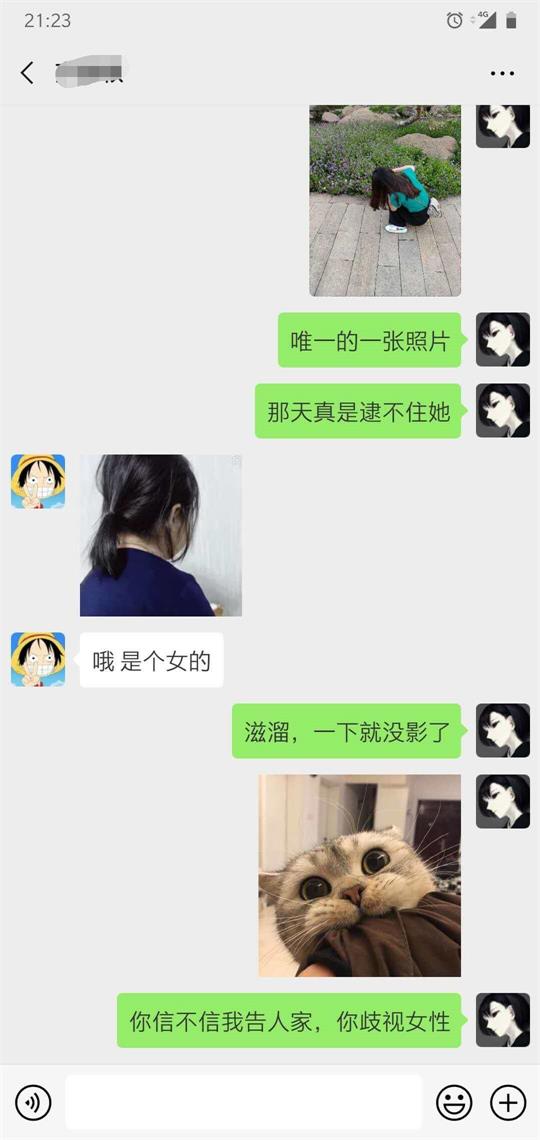 21:23
4G
唯一的一张照片
那天真是逮不住她
哦 是个女的
滋溜，一下就没影了
你信不信我告人家，你歧视女性